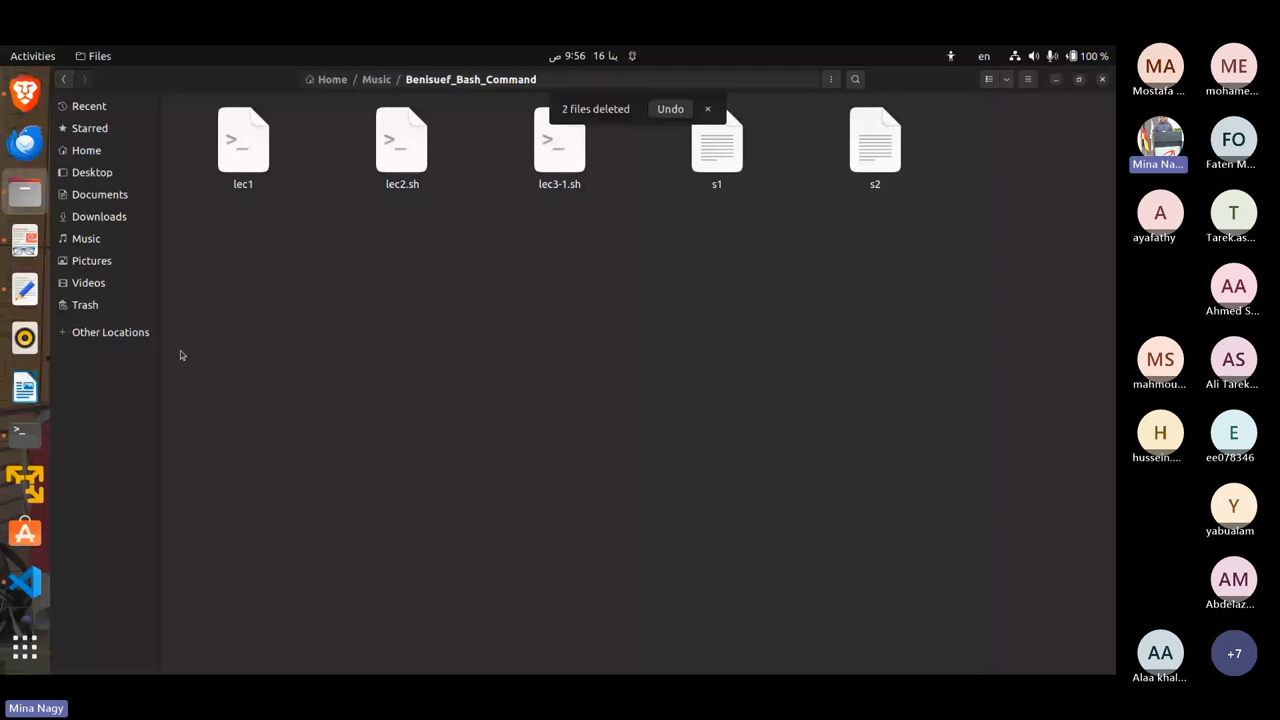 Activities
Files
9:56 ص
16 ينا
en
100 %
Home / Music / Benisuef_Bash_Command
2 files deleted
Undo
Recent
Starred
Home
Desktop
Documents
Downloads
Music
Pictures
Videos
Trash
Other Locations
lec1
lec2.sh
lec3-1.sh
s1
s2
MA
Mostafa ...
ME
mohame...
Mina Na...
FO
Faten M...
A
ayafathy
T
Tarek.as...
AA
Ahmed S...
MS
mahmou...
AS
Ali Tarek...
H
hussein....
E
ee078346
Y
yabualam
AM
Abdelaz...
AA
Alaa khal...
+7
Mina Nagy